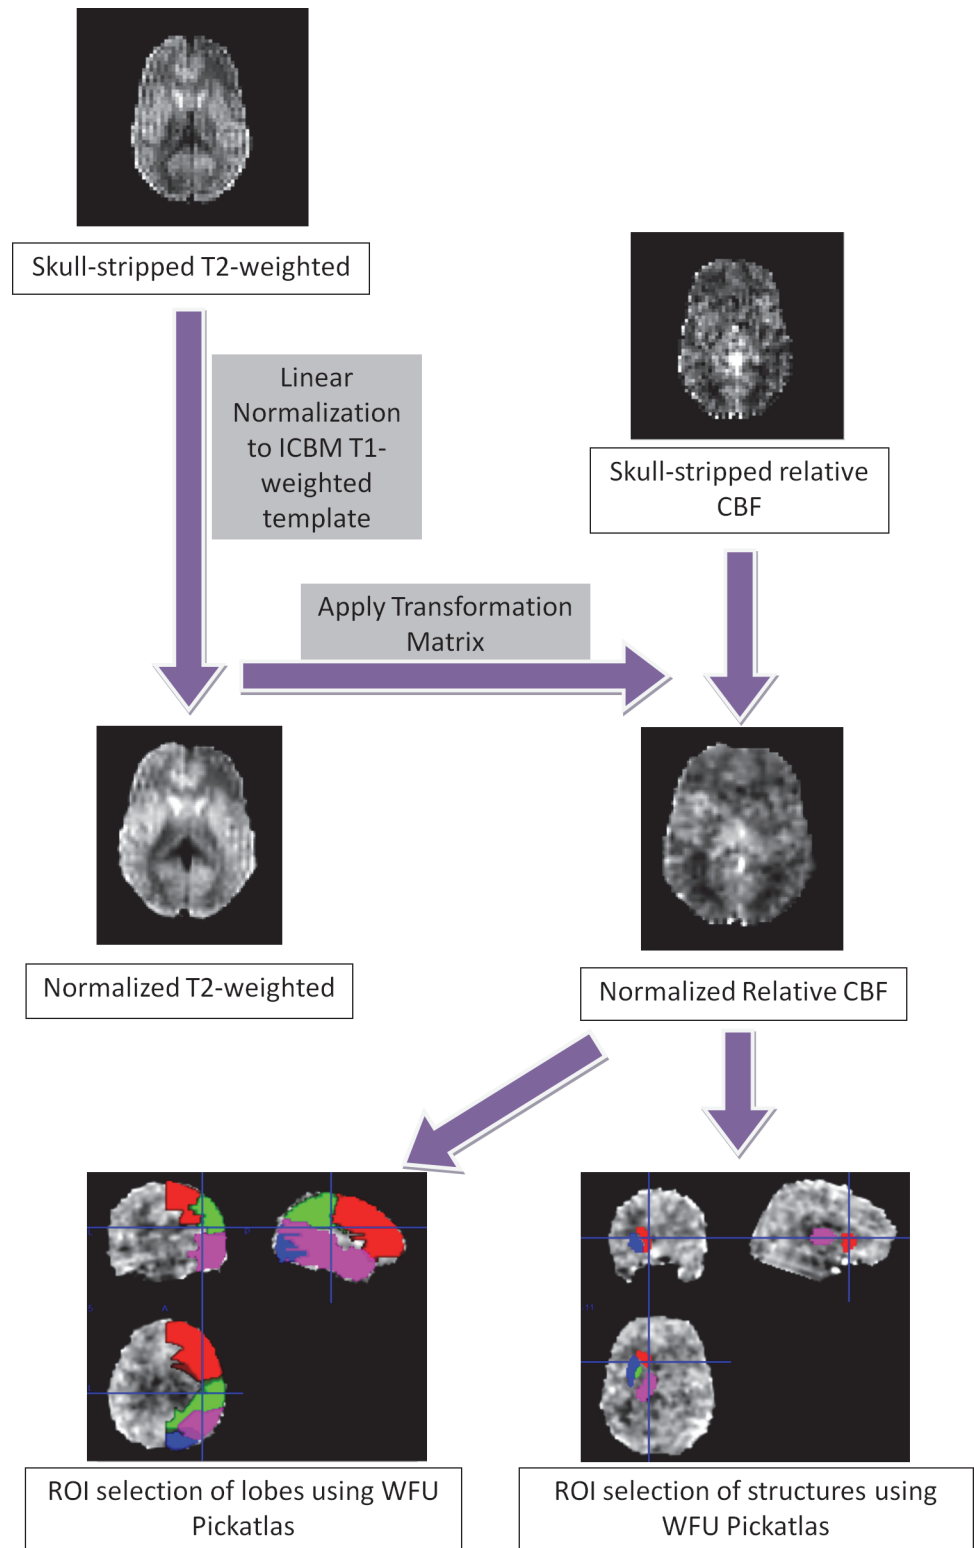 Skull-stripped T2-weighted
Linear
Normalization
to ICBM T1-
weighted
template
Skull-stripped relative
CBF
Apply Transformation
Matrix
Normalized T2-weighted
Normalized Relative CBF
A
11
ROI selection of lobes using WFU
Pickatlas
ROI selection of structures using
WFU Pickatlas